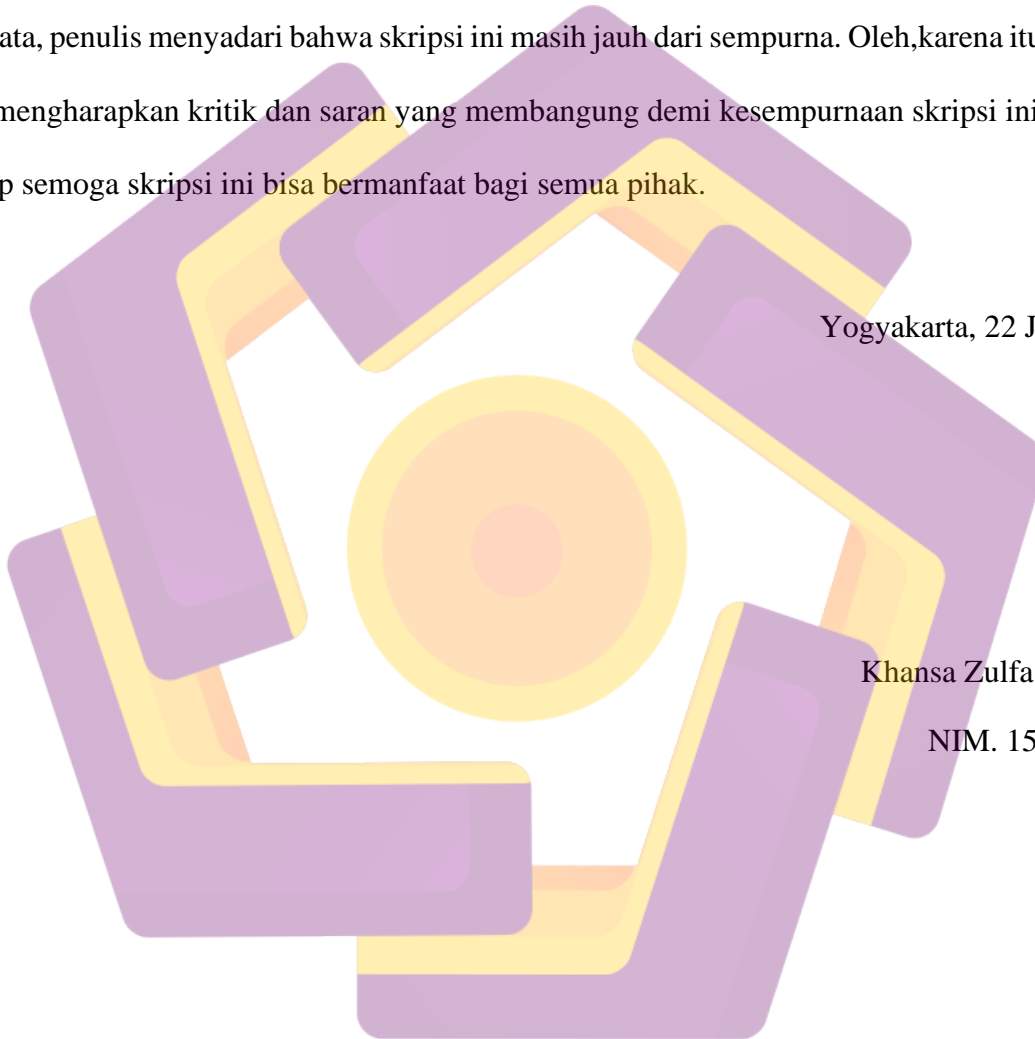 ata, penulis menyadari bahwa skripsi ini masih jauh dari sempurna. Oleh,karena itu
mengharapkan kritik dan saran yang membangung demi kesempurnaan skripsi ini
p semoga skripsi ini bisa bermanfaat bagi semua pihak.
Yogyakarta, 22 J
Khansa Zulfa
NIM. 15